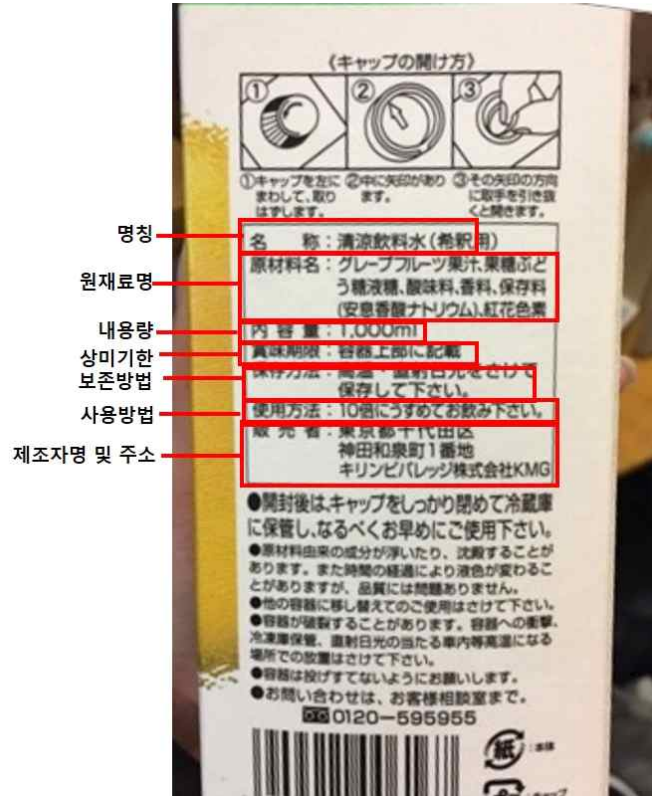 《キャップの開け方》
① ② ③
①キャップを左にまわして、取りはずします。
②中に矢印があります。
③その矢印の方向に取手を引き抜くと開きます。
명칭
名 称：清涼飲料水（希釈用）
원재료명
原材料名：グレープフルーツ果汁、果糖ぶど
う糖液糖、酸味料、香料、保存料
(安息香酸ナトリウム)、紅花色素
내용량
内 容 量：1,000ml
상미기한
賞味期限：容器上部に記載
보존방법
保存方法：高温・直射日光をさけて
保存して下さい。
사용방법
使用方法：10倍にうすめてお飲み下さい。
제조자명 및 주소
販 売 者：東京都千代田区
神田和泉町1番地
キリンビバレッジ株式会社KMG
●開封後は、キャップをしっかり閉めて冷蔵庫
に保管し、なるべくお早めにご使用下さい。
●原材料由来の成分が浮いたり、沈殿することが
あります。また時間の経過により液色が変わるこ
とがありますが、品質には問題ありません。
●他の容器に移し替えてのご使用はさけて下さい。
●容器が破裂することがあります。容器への衝撃、
冷凍庫保管、直射日光の当たる車内等高温になる
場所での放置はさけて下さい。
●容器は投げすてないようにお願いします。
●お問い合わせは、お客様相談室まで。
0120-595955
紙：本体
：キャップ